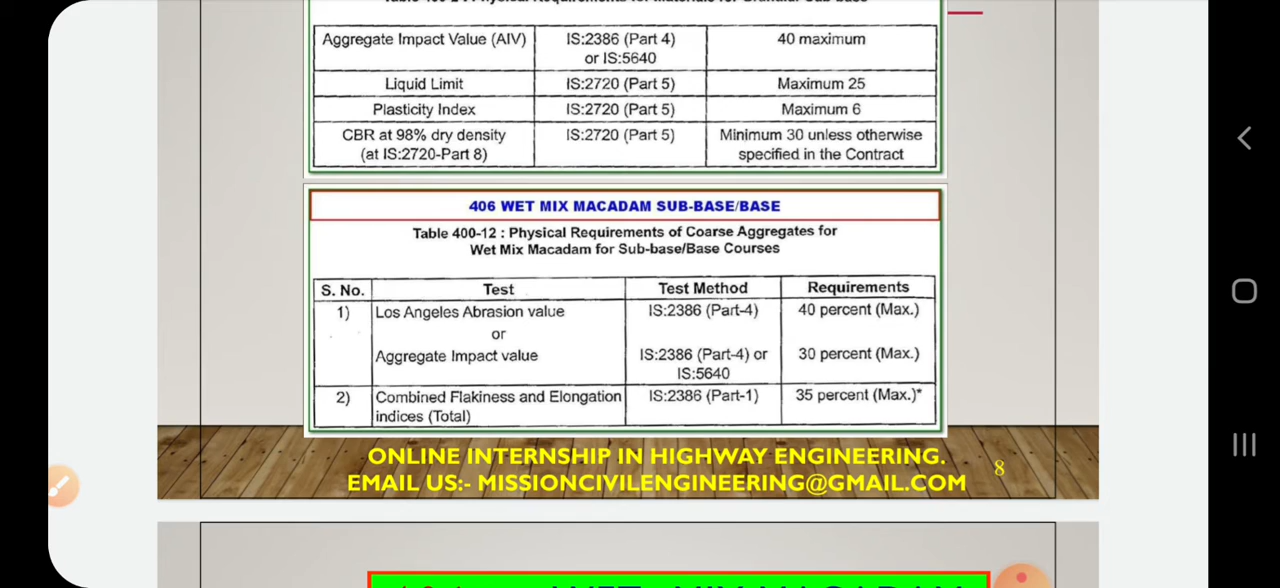 Aggregate Impact Value (AIV) IS:2386 (Part 4) 40 maximum
or IS:5640
Liquid Limit IS:2720 (Part 5) Maximum 25
Plasticity Index IS:2720 (Part 5) Maximum 6
CBR at 98% dry density IS:2720 (Part 5) Minimum 30 unless otherwise
(at IS:2720-Part 8) specified in the Contract
406 WET MIX MACADAM SUB-BASE/BASE
Table 400-12 : Physical Requirements of Coarse Aggregates for
Wet Mix Macadam for Sub-base/Base Courses
S. No. Test Test Method Requirements
1) Los Angeles Abrasion value IS:2386 (Part-4) 40 percent (Max.)
or
Aggregate Impact value IS:2386 (Part-4) or 30 percent (Max.)
IS:5640
2) Combined Flakiness and Elongation IS:2386 (Part-1) 35 percent (Max.)*
indices (Total)
ONLINE INTERNSHIP IN HIGHWAY ENGINEERING.
EMAIL US:- MISSIONCIVILENGINEERING@GMAIL.COM
8